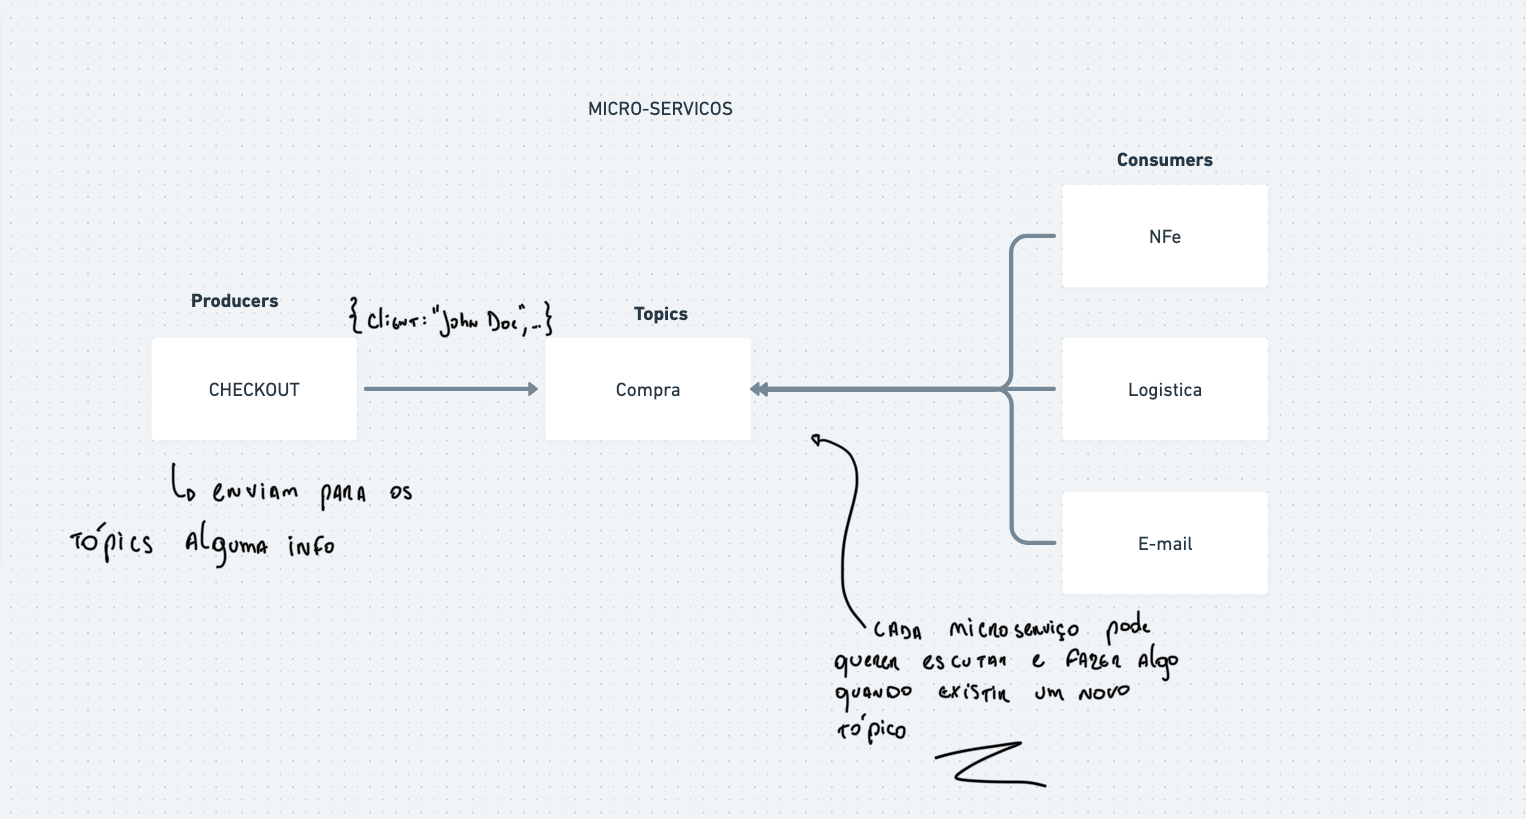 MICRO-SERVICOS
Consumers
NFe
Producers
{client: "John Doe", ...}
Topics
CHECKOUT
Compra
Logistica
enviam para os
tópics alguma info
E-mail
cada microserviço pode
querer escutar e fazer algo
quando existir um novo
tópico